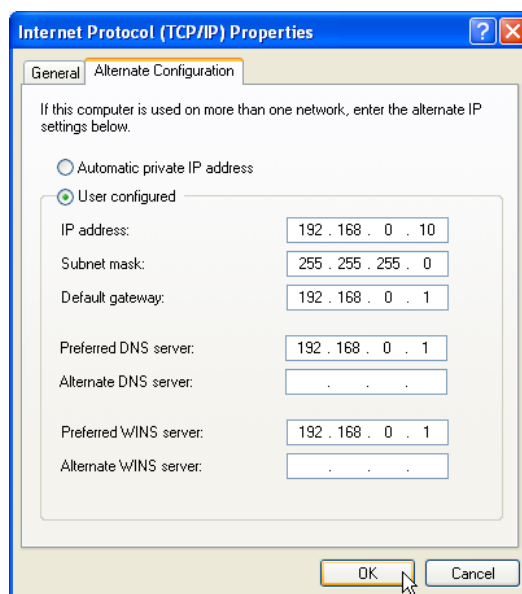 Internet Protocol (TCP/IP) Properties
General Alternate Configuration
If this computer is used on more than one network, enter the alternate IP
settings below.
Automatic private IP address
User configured
IP address: 192 . 168 . 0 . 10
Subnet mask: 255 . 255 . 255 . 0
Default gateway: 192 . 168 . 0 . 1
Preferred DNS server: 192 . 168 . 0 . 1
Alternate DNS server: . . .
Preferred WINS server: 192 . 168 . 0 . 1
Alternate WINS server: . . .
OK Cancel